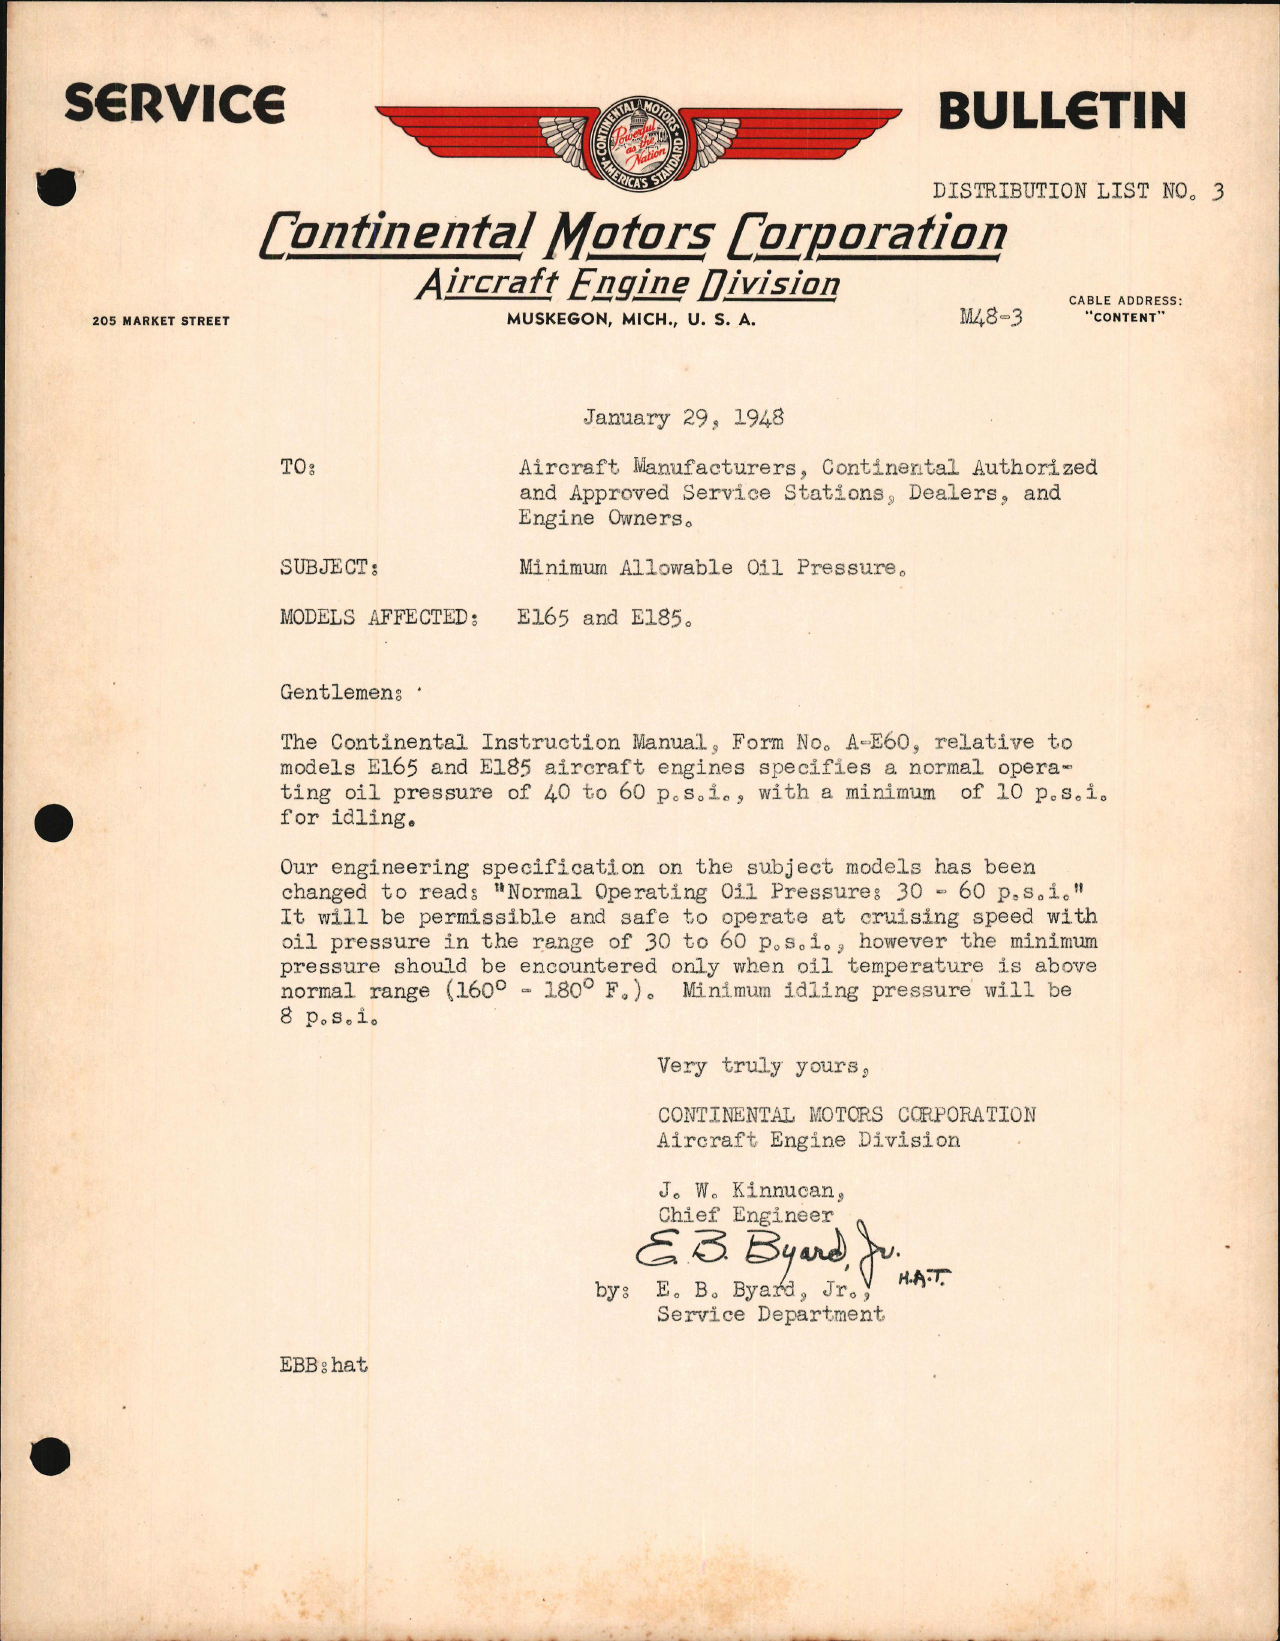 SERVICE
BULLETIN
CONTINENTAL MOTORS
Powerful
as the
Nation
AMERICA'S STANDARD
DISTRIBUTION LIST NO. 3
Continental Motors Corporation
Aircraft Engine Division
205 MARKET STREET
MUSKEGON, MICH., U. S. A.
M48-3
CABLE ADDRESS:
"CONTENT"
January 29, 1948
TO: Aircraft Manufacturers, Continental Authorized
and Approved Service Stations, Dealers, and
Engine Owners.
SUBJECT: Minimum Allowable Oil Pressure.
MODELS AFFECTED: E165 and E185.
Gentlemen:
The Continental Instruction Manual, Form No. A-E60, relative to
models E165 and E185 aircraft engines specifies a normal opera-
ting oil pressure of 40 to 60 p.s.i., with a minimum of 10 p.s.i.
for idling.
Our engineering specification on the subject models has been
changed to read: "Normal Operating Oil Pressure: 30 - 60 p.s.i."
It will be permissible and safe to operate at cruising speed with
oil pressure in the range of 30 to 60 p.s.i., however the minimum
pressure should be encountered only when oil temperature is above
normal range (160° - 180° F.). Minimum idling pressure will be
8 p.s.i.
Very truly yours,
CONTINENTAL MOTORS CORPORATION
Aircraft Engine Division
J. W. Kinnucan,
Chief Engineer
E. B. Byard, Jr.
H.A.T.
by: E. B. Byard, Jr.,
Service Department
EBB:hat